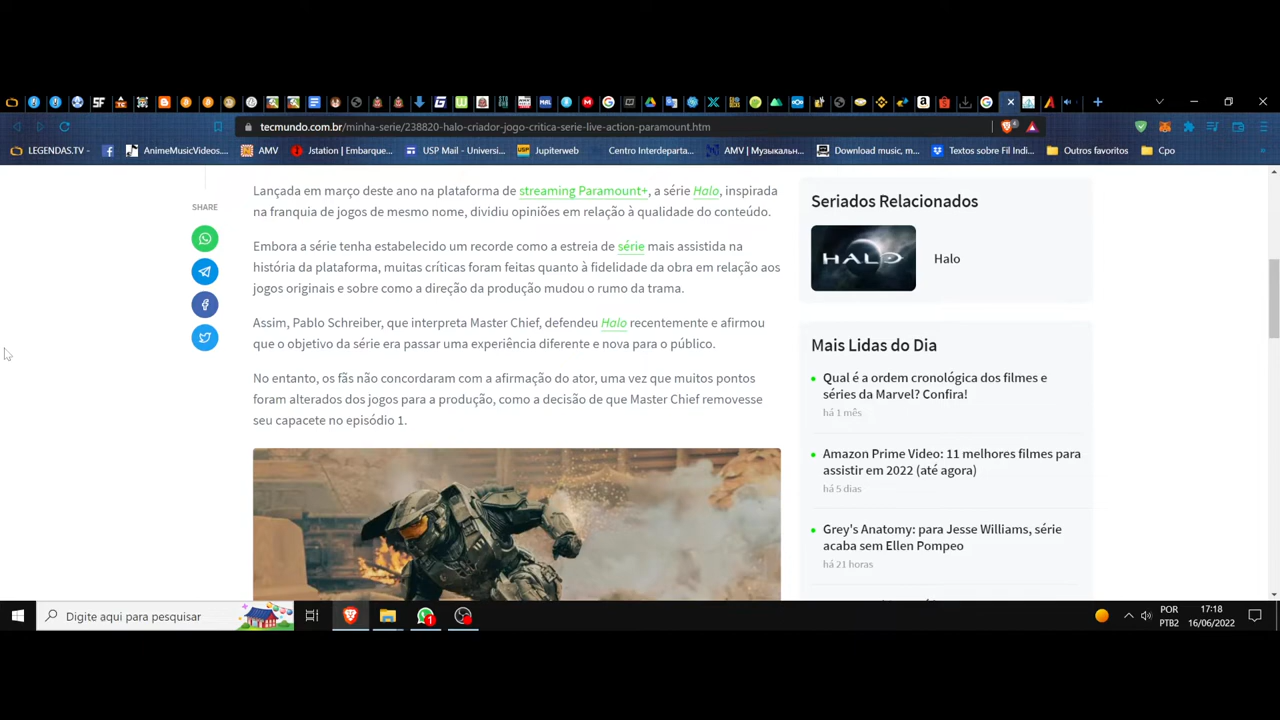 tecmundo.com.br/minha-serie/238820-halo-criador-jogo-critica-serie-live-action-paramount.htm
LEGENDAS.TV -
AnimeMusicVideos...
AMV
Jstation | Embarque...
USP Mail - Universi...
Jupiterweb
Centro Interdeparta...
AMV | Музыкальн...
Download music, m...
Textos sobre Fil Indi...
Outros favoritos
Cpo
SHARE
Lançada em março deste ano na plataforma de streaming Paramount+, a série Halo, inspirada
na franquia de jogos de mesmo nome, dividiu opiniões em relação à qualidade do conteúdo.
Embora a série tenha estabelecido um recorde como a estreia de série mais assistida na
história da plataforma, muitas críticas foram feitas quanto à fidelidade da obra em relação aos
jogos originais e sobre como a direção da produção mudou o rumo da trama.
Assim, Pablo Schreiber, que interpreta Master Chief, defendeu Halo recentemente e afirmou
que o objetivo da série era passar uma experiência diferente e nova para o público.
No entanto, os fãs não concordaram com a afirmação do ator, uma vez que muitos pontos
foram alterados dos jogos para a produção, como a decisão de que Master Chief removesse
seu capacete no episódio 1.
Seriados Relacionados
HALO
Halo
Mais Lidas do Dia
Qual é a ordem cronológica dos filmes e
séries da Marvel? Confira!
há 1 mês
Amazon Prime Video: 11 melhores filmes para
assistir em 2022 (até agora)
há 5 dias
Grey's Anatomy: para Jesse Williams, série
acaba sem Ellen Pompeo
há 21 horas
Digite aqui para pesquisar
1
POR
PTB2
17:18
16/06/2022